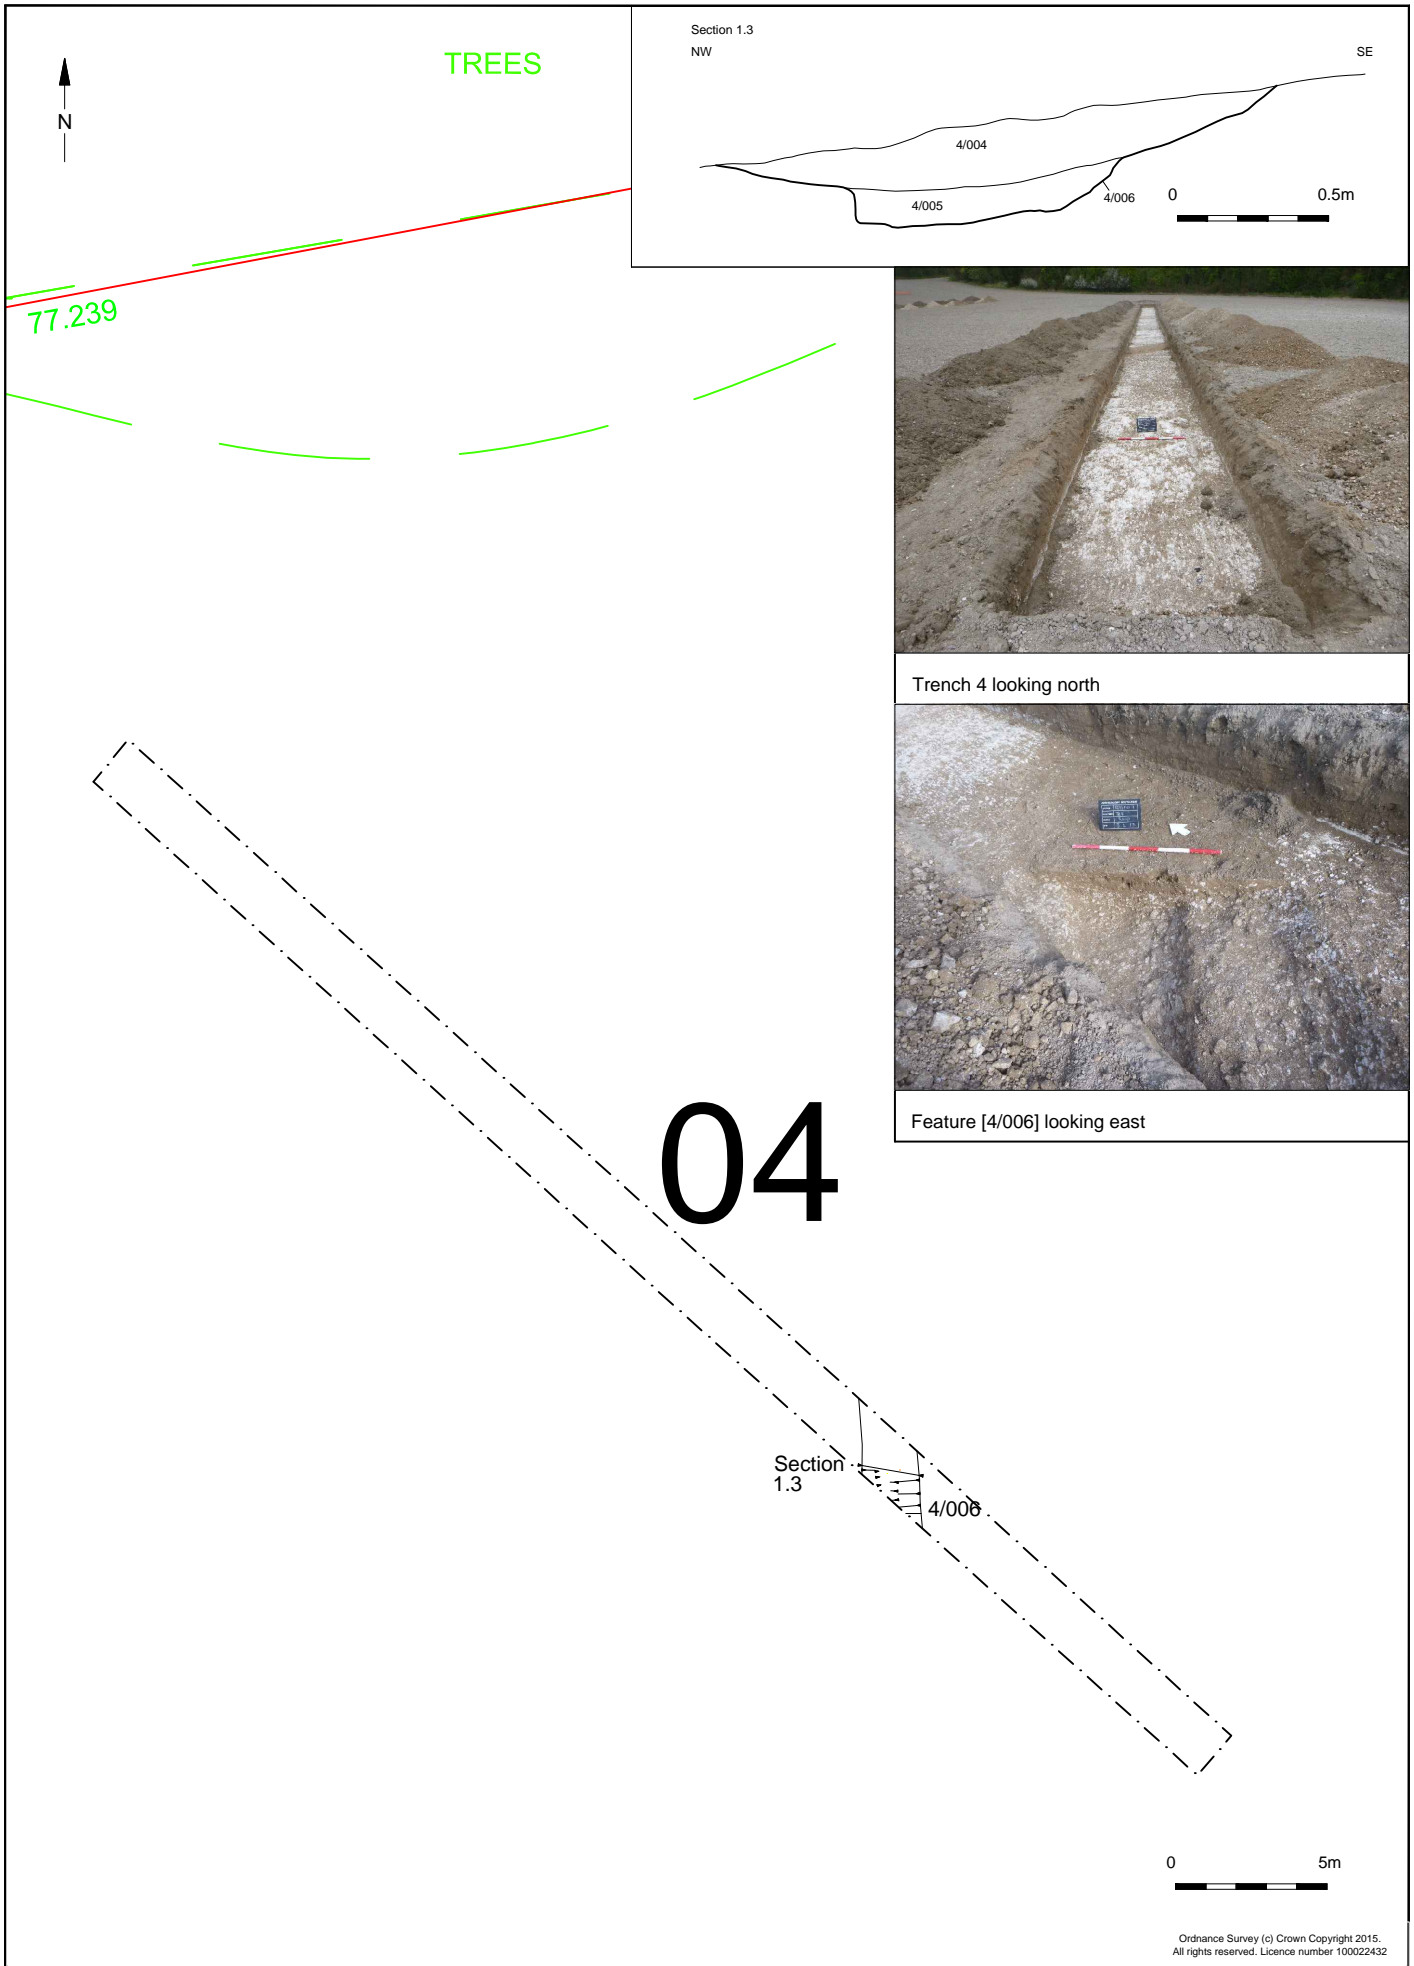 Section 1.3
NW
SE
TREES
N
4/004
4/005
4/006
0 0.5m
77.239
Trench 4 looking north
Feature [4/006] looking east
04
Section
1.3
4/006
0 5m
Ordnance Survey (c) Crown Copyright 2015.
All rights reserved. Licence number 100022432